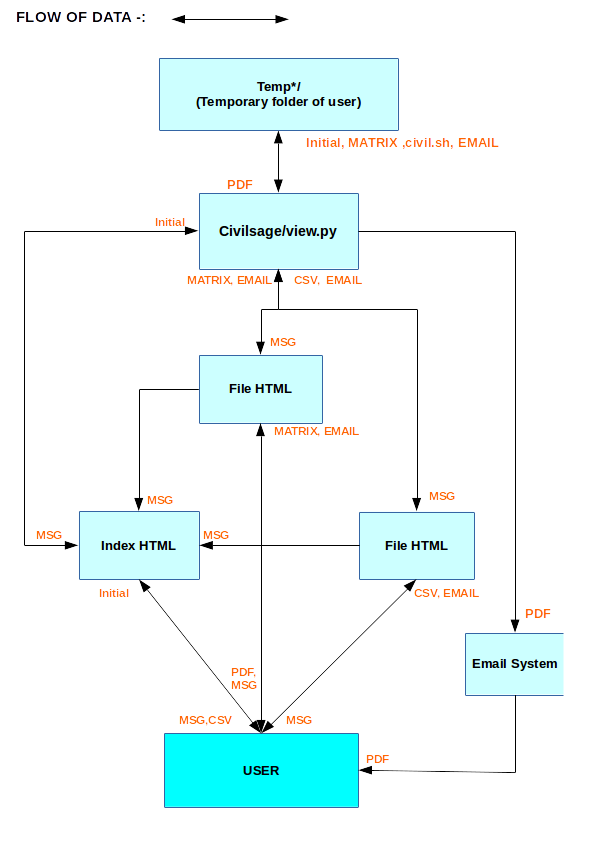 FLOW OF DATA -:
Temp*/
(Temporary folder of user)
Initial, MATRIX ,civil.sh, EMAIL
PDF
Initial
Civilsage/view.py
MATRIX, EMAIL
CSV,  EMAIL
MSG
File HTML
MATRIX, EMAIL
MSG
MSG
MSG
MSG
Index HTML
File HTML
Initial
CSV, EMAIL
PDF
Email System
PDF,
MSG
MSG,CSV
MSG
PDF
USER